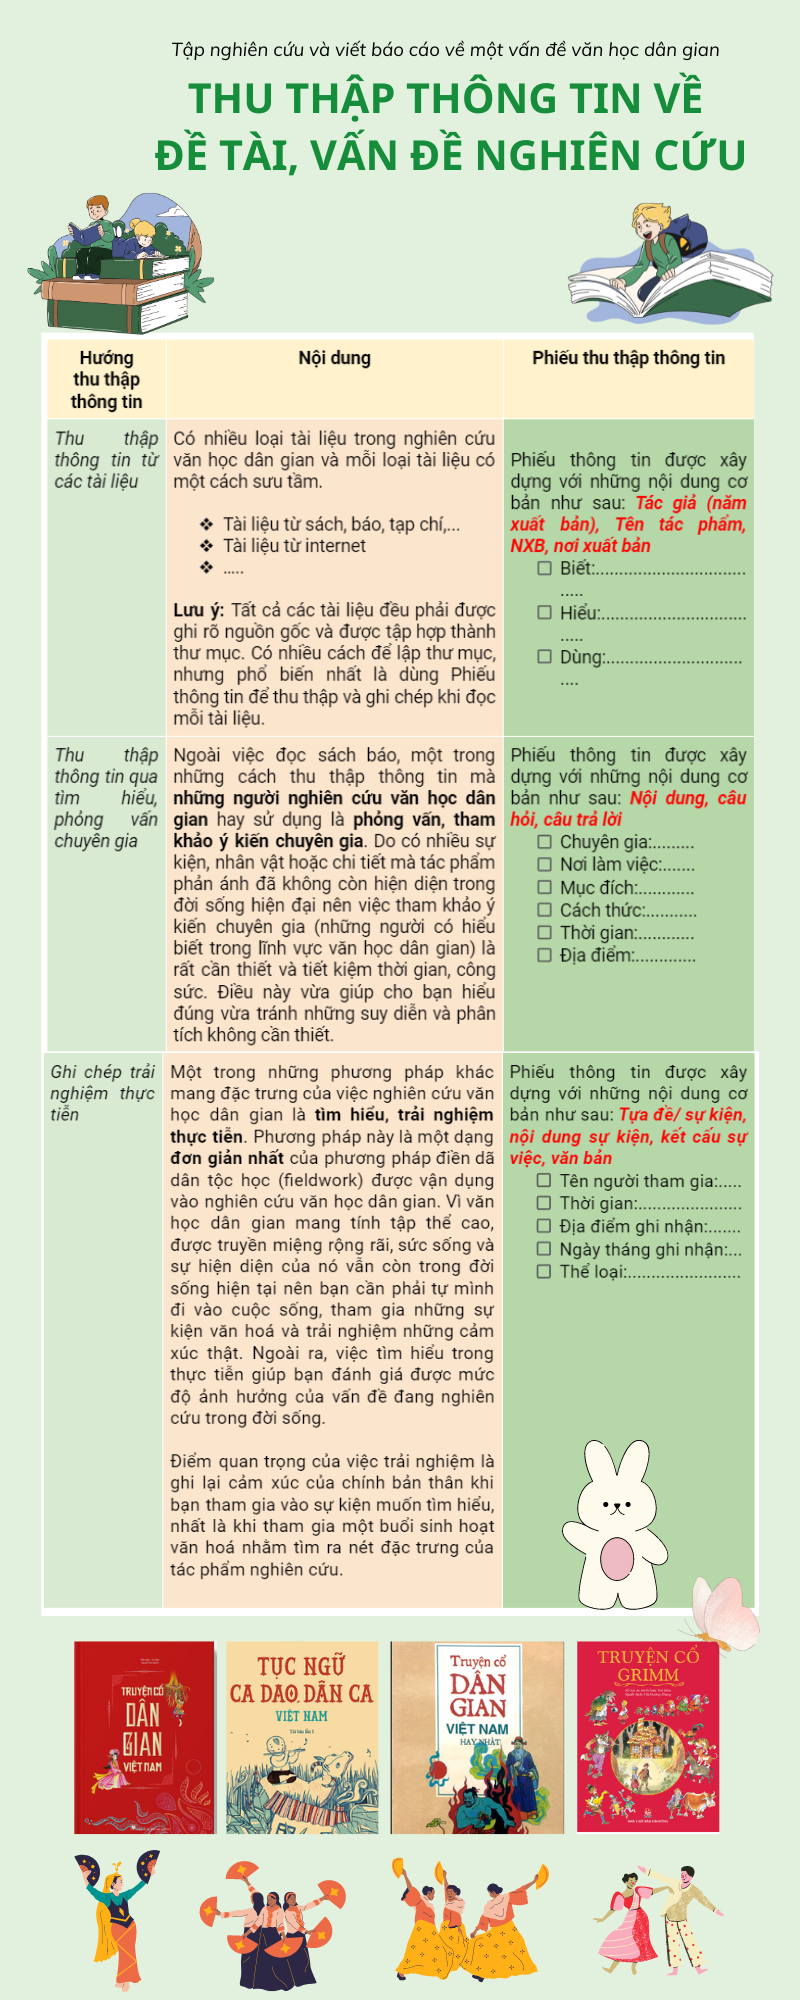 Tập nghiên cứu và viết báo cáo về một vấn đề văn học dân gian
THU THẬP THÔNG TIN VỀ
ĐỀ TÀI, VẤN ĐỀ NGHIÊN CỨU
Hướng
thu thập
thông tin
Nội dung
Phiếu thu thập thông tin
Thu thập
thông tin từ
các tài liệu
Có nhiều loại tài liệu trong nghiên cứu
văn học dân gian và mỗi loại tài liệu có
một cách sưu tầm.
❖ Tài liệu từ sách, báo, tạp chí,...
❖ Tài liệu từ internet
❖ .....
Lưu ý: Tất cả các tài liệu đều phải được
ghi rõ nguồn gốc và được tập hợp thành
thư mục. Có nhiều cách để lập thư mục,
nhưng phổ biến nhất là dùng Phiếu
thông tin để thu thập và ghi chép khi đọc
mỗi tài liệu.
Phiếu thông tin được xây
dựng với những nội dung cơ
bản như sau: Tác giả (năm
xuất bản), Tên tác phẩm,
NXB, nơi xuất bản
☐ Biết:................................
.....
☐ Hiểu:...............................
.....
☐ Dùng:.............................
....
Thu thập
thông tin qua
tìm hiểu,
phỏng vấn
chuyên gia
Ngoài việc đọc sách báo, một trong
những cách thu thập thông tin mà
những người nghiên cứu văn học dân
gian hay sử dụng là phỏng vấn, tham
khảo ý kiến chuyên gia. Do có nhiều sự
kiện, nhân vật hoặc chi tiết mà tác phẩm
phản ánh đã không còn hiện diện trong
đời sống hiện đại nên việc tham khảo ý
kiến chuyên gia (những người có hiểu
biết trong lĩnh vực văn học dân gian) là
rất cần thiết và tiết kiệm thời gian, công
sức. Điều này vừa giúp cho bạn hiểu
đúng vừa tránh những suy diễn và phân
tích không cần thiết.
Phiếu thông tin được xây
dựng với những nội dung cơ
bản như sau: Nội dung, câu
hỏi, câu trả lời
☐ Chuyên gia:.........
☐ Nơi làm việc:.......
☐ Mục đích:............
☐ Cách thức:...........
☐ Thời gian:............
☐ Địa điểm:.............
Ghi chép trải
nghiệm thực
tiễn
Một trong những phương pháp khác
mang đặc trưng của việc nghiên cứu văn
học dân gian là tìm hiểu, trải nghiệm
thực tiễn. Phương pháp này là một dạng
đơn giản nhất của phương pháp điền dã
dân tộc học (fieldwork) được vận dụng
vào nghiên cứu văn học dân gian. Vì văn
học dân gian mang tính tập thể cao,
được truyền miệng rộng rãi, sức sống và
sự hiện diện của nó vẫn còn trong đời
sống hiện tại nên bạn cần phải tự mình
đi vào cuộc sống, tham gia những sự
kiện văn hoá và trải nghiệm những cảm
xúc thật. Ngoài ra, việc tìm hiểu trong
thực tiễn giúp bạn đánh giá được mức
độ ảnh hưởng của vấn đề đang nghiên
cứu trong đời sống.
Điểm quan trọng của việc trải nghiệm là
ghi lại cảm xúc của chính bản thân khi
bạn tham gia vào sự kiện muốn tìm hiểu,
nhất là khi tham gia một buổi sinh hoạt
văn hoá nhằm tìm ra nét đặc trưng của
tác phẩm nghiên cứu.
Phiếu thông tin được xây
dựng với những nội dung cơ
bản như sau: Tựa đề/ sự kiện,
nội dung sự kiện, kết cấu sự
việc, văn bản
☐ Tên người tham gia:.....
☐ Thời gian:......................
☐ Địa điểm ghi nhận:.......
☐ Ngày tháng ghi nhận:...
☐ Thể loại:........................
TRUYỆN CỔ
DÂN
GIAN
VIỆT NAM
TỤC NGỮ
CA DAO, DÂN CA
VIỆT NAM
Tái bản lần
Truyện cổ
DÂN
GIAN
VIỆT NAM
HAY NHẤT
TRUYỆN CỔ
GRIMM